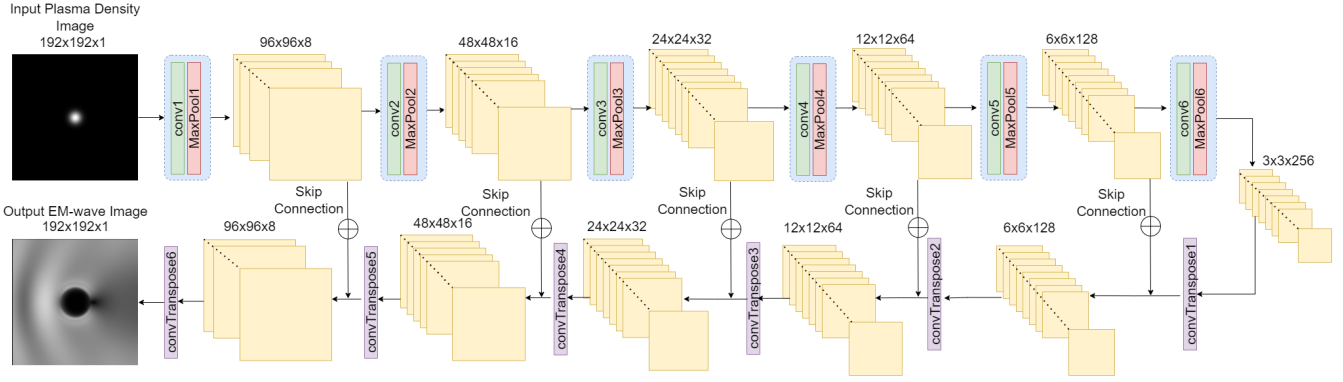 Input Plasma Density
Image
192x192x1
conv1
MaxPool1
96x96x8
conv2
MaxPool2
48x48x16
conv3
MaxPool3
24x24x32
conv4
MaxPool4
12x12x64
conv5
MaxPool5
6x6x128
conv6
MaxPool6
3x3x256
Skip
Connection
Skip
Connection
Skip
Connection
Skip
Connection
Skip
Connection
Output EM-wave Image
192x192x1
convTranspose6
96x96x8
convTranspose5
48x48x16
convTranspose4
24x24x32
convTranspose3
12x12x64
convTranspose2
6x6x128
convTranspose1